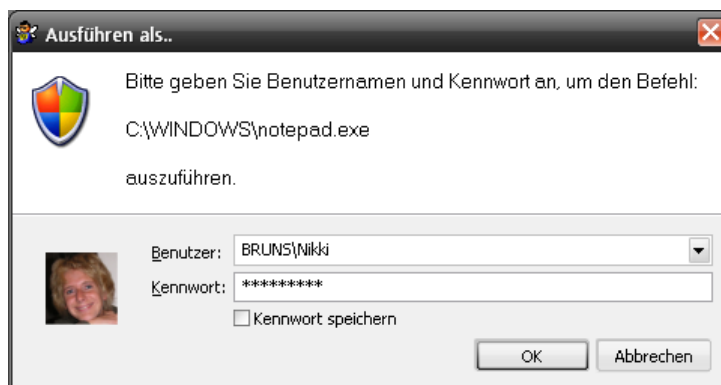 Ausführen als..
Bitte geben Sie Benutzernamen und Kennwort an, um den Befehl:
C:\WINDOWS\notepad.exe
auszuführen.
Benutzer: BRUNS\Nikki
Kennwort: *********
Kennwort speichern
OK Abbrechen